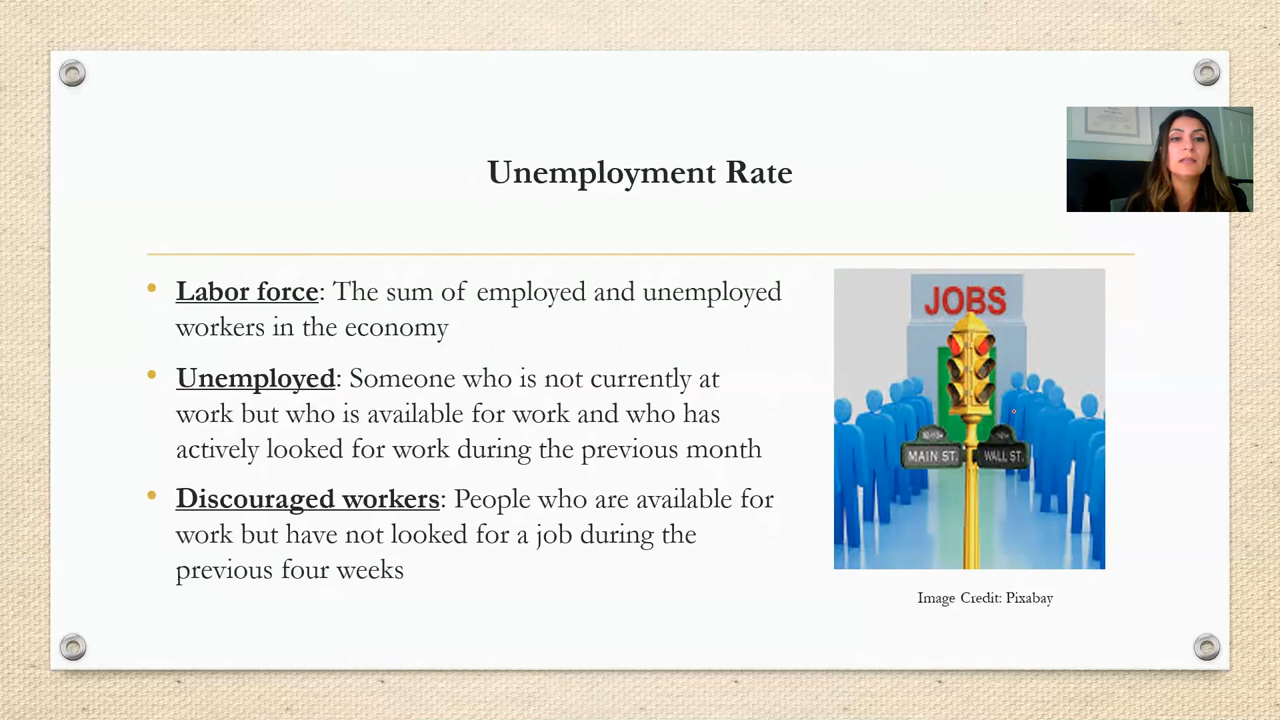 Unemployment Rate
Labor force: The sum of employed and unemployed
workers in the economy
Unemployed: Someone who is not currently at
work but who is available for work and who has
actively looked for work during the previous month
Discouraged workers: People who are available for
work but have not looked for a job during the
previous four weeks
JOBS
MAIN ST.
WALL ST.
Image Credit: Pixabay